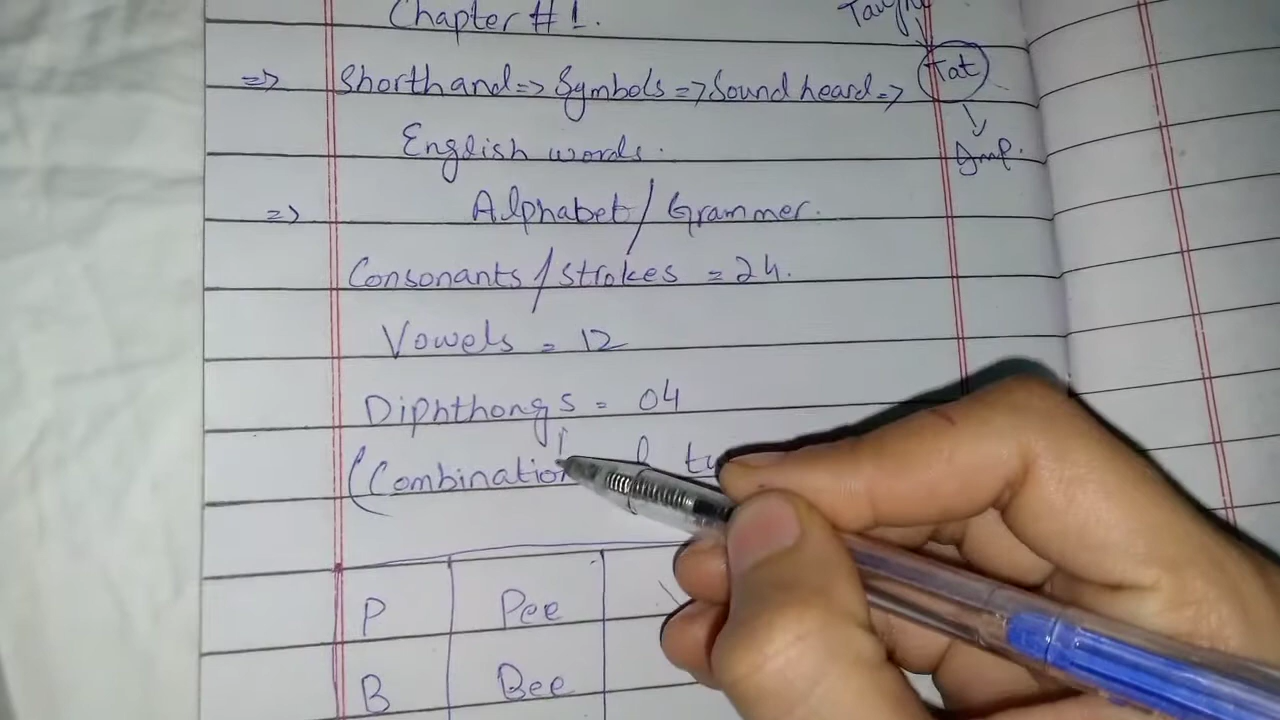 Chapter # 1.
=> Shorthand => Symbols => Sound heard => Tat
English words.
=> Alphabet / Grammer.
Consonants / Strokes = 24.
Vowels = 12
Diphthongs = 04
(Combination
P Pee
B Bee